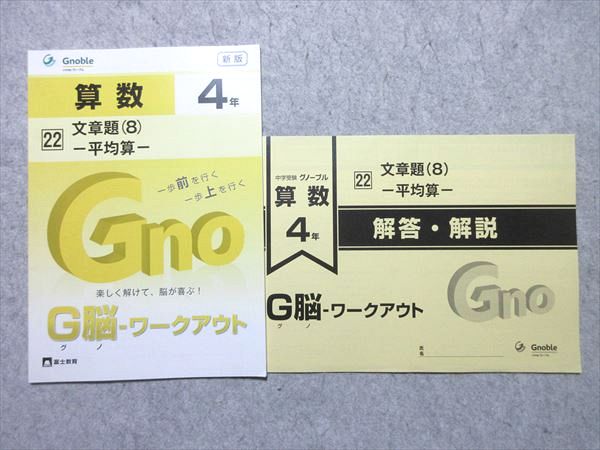 Gnoble
新版
算数
4年
22
文章題(8)
ー平均算ー
一歩前を行く
一歩上を行く
Gno
楽しく解けて、脳が喜ぶ！
G脳-ワークアウト
グ ノ
富士教育
中学受験 グノーブル
算数
4年
22
文章題(8)
ー平均算ー
解答・解説
Gno
G脳-ワークアウト
グ ノ
氏名
Gnoble